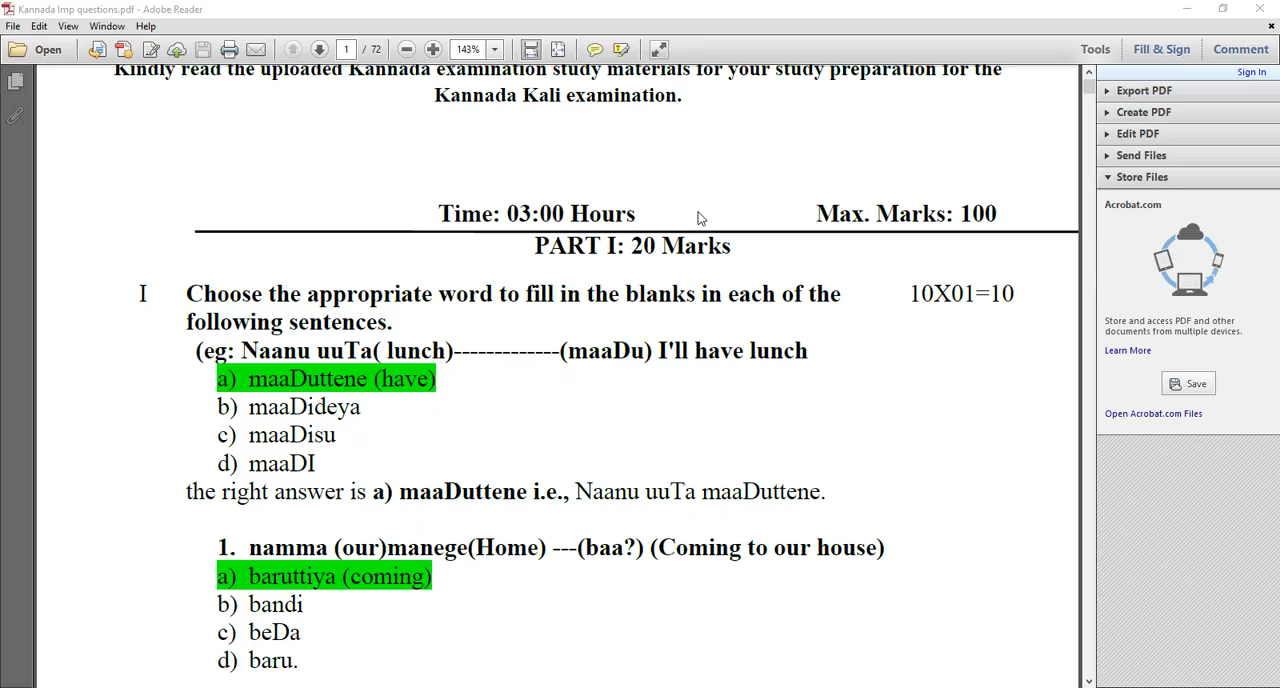 Kannada Imp questions.pdf - Adobe Reader
File Edit View Window Help
Open 1 / 72 143% Tools Fill & Sign Comment
Sign In
Kindly read the uploaded Kannada examination study materials for your study preparation for the
Kannada Kali examination.
Time: 03:00 Hours Max. Marks: 100
PART I: 20 Marks
I Choose the appropriate word to fill in the blanks in each of the 10X01=10
following sentences.
(eg: Naanu uuTa( lunch)-------------(maaDu) I'll have lunch
a) maaDuttene (have)
b) maaDideya
c) maaDisu
d) maaDI
the right answer is a) maaDuttene i.e., Naanu uuTa maaDuttene.
1. namma (our)manege(Home) ---(baa?) (Coming to our house)
a) baruttiya (coming)
b) bandi
c) beDa
d) baru.
Export PDF
Create PDF
Edit PDF
Send Files
Store Files
Acrobat.com
Store and access PDF and other
documents from multiple devices.
Learn More
Save
Open Acrobat.com Files